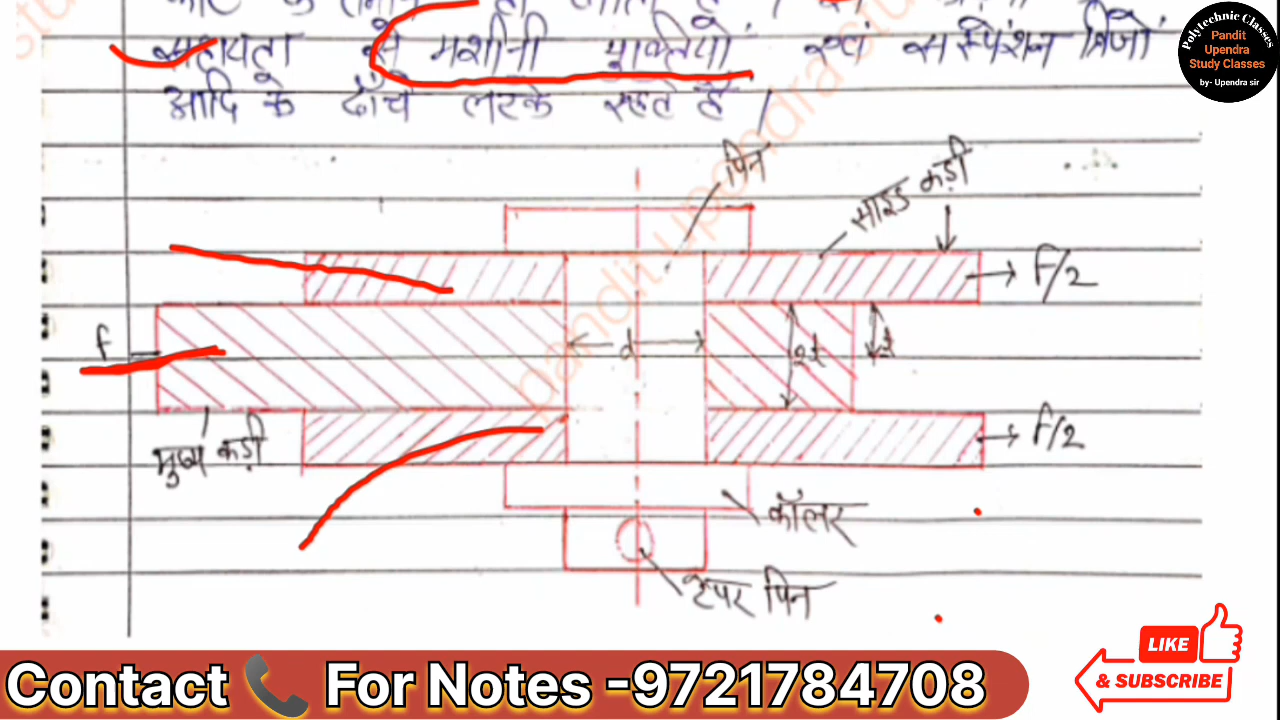 सहायता से मशीनी युक्तियों एवं सस्पेंशन ब्रिजों
आदि के ढाँचे लटके रहते हैं।
Polytechnic Classes
Pandit
Upendra
Study Classes
by- Upendra sir
पिन
साइड कड़ी
F/2
f
d
2t
t
F/2
मुख्य कड़ी
कॉलर
टेपर पिन
Contact 📞 For Notes -9721784708
LIKE
& SUBSCRIBE